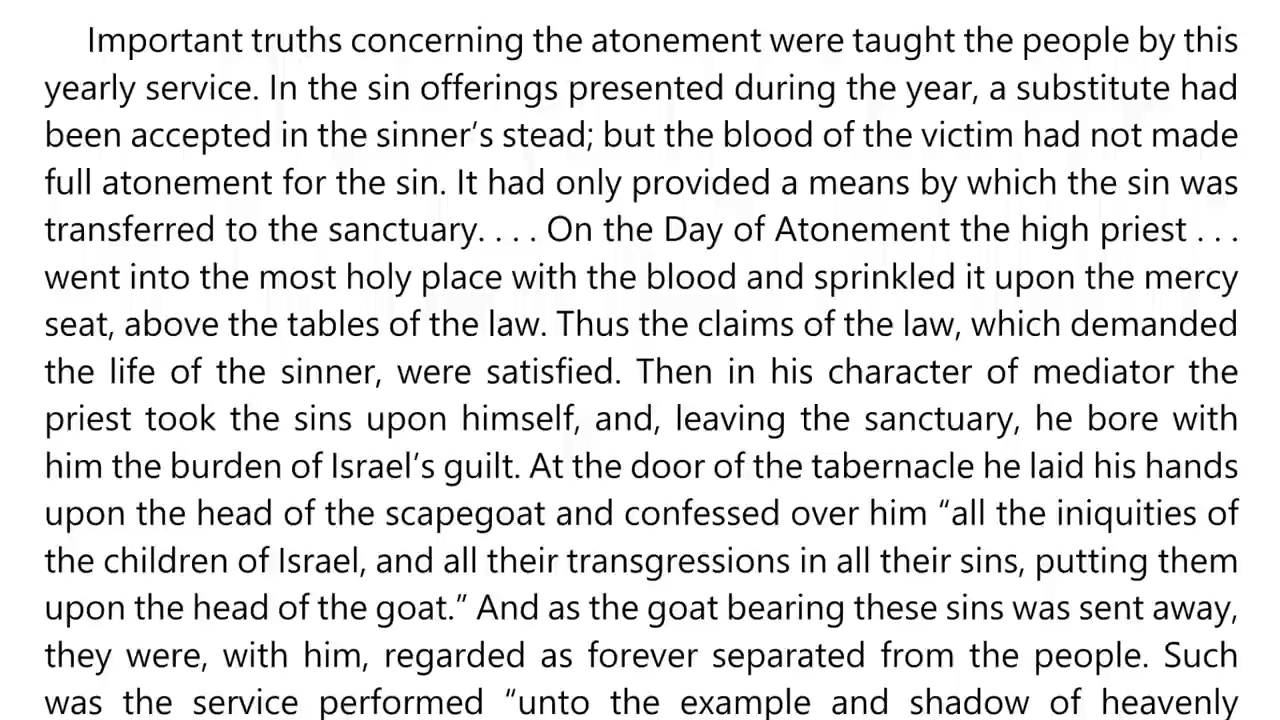 Important truths concerning the atonement were taught the people by this
yearly service. In the sin offerings presented during the year, a substitute had
been accepted in the sinner’s stead; but the blood of the victim had not made
full atonement for the sin. It had only provided a means by which the sin was
transferred to the sanctuary. . . . On the Day of Atonement the high priest . . .
went into the most holy place with the blood and sprinkled it upon the mercy
seat, above the tables of the law. Thus the claims of the law, which demanded
the life of the sinner, were satisfied. Then in his character of mediator the
priest took the sins upon himself, and, leaving the sanctuary, he bore with
him the burden of Israel’s guilt. At the door of the tabernacle he laid his hands
upon the head of the scapegoat and confessed over him “all the iniquities of
the children of Israel, and all their transgressions in all their sins, putting them
upon the head of the goat.” And as the goat bearing these sins was sent away,
they were, with him, regarded as forever separated from the people. Such
was the service performed “unto the example and shadow of heavenly